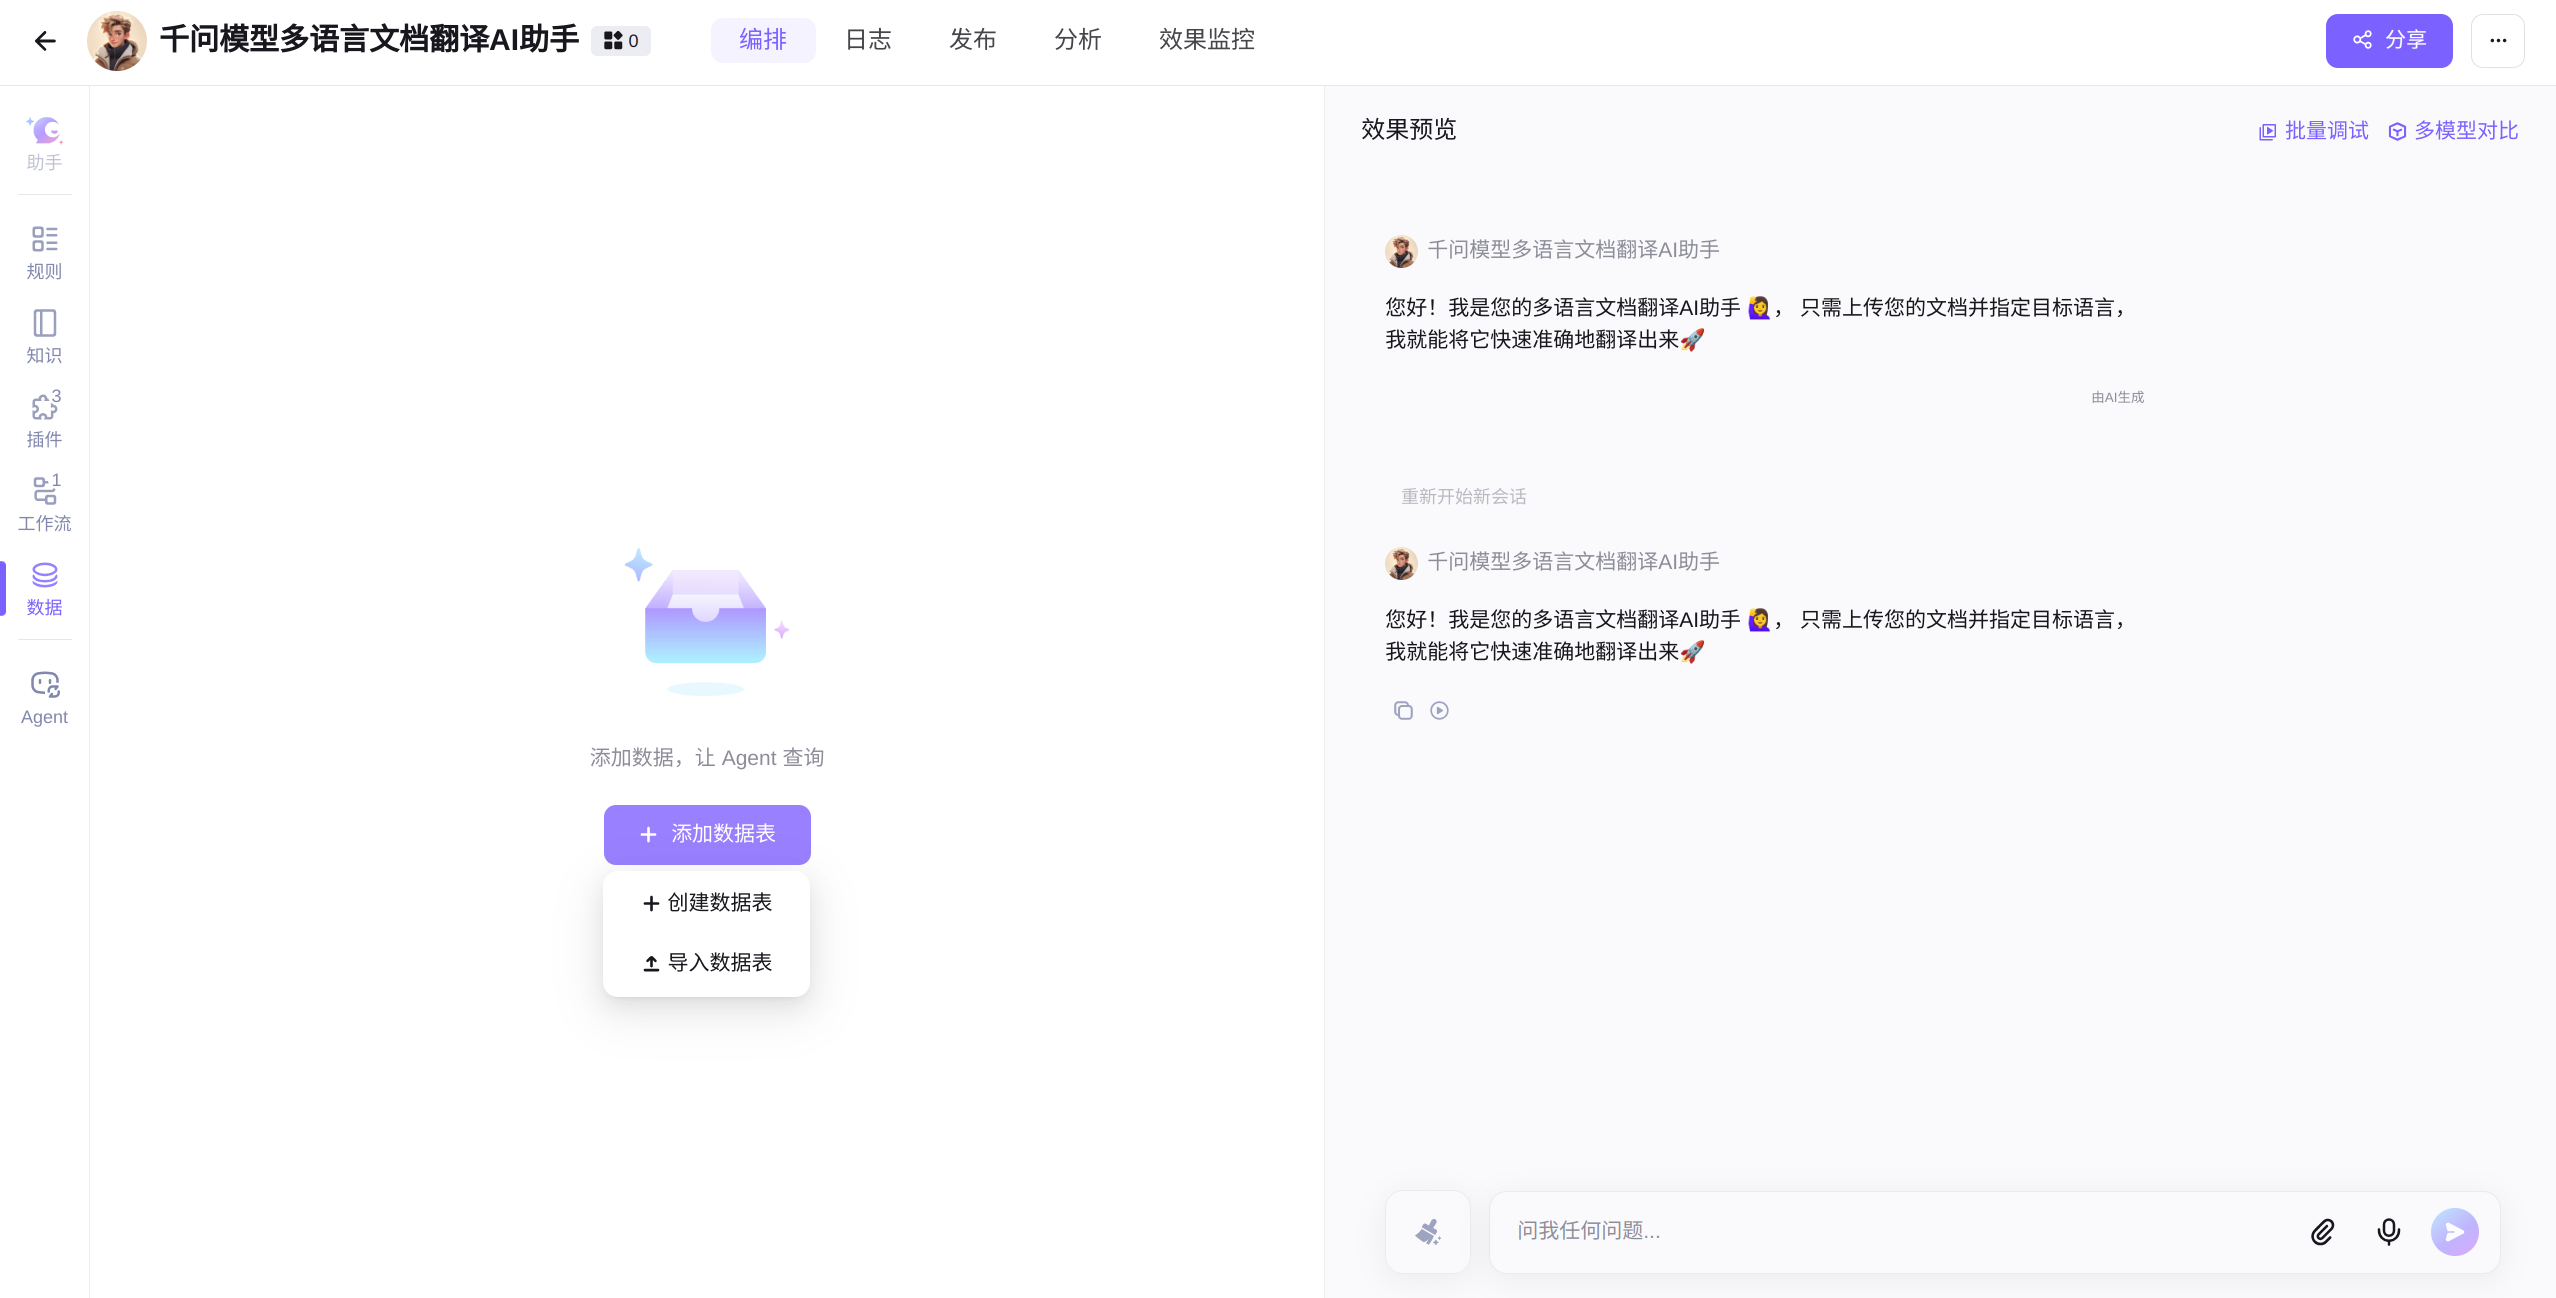 千问模型多语言文档翻译AI助手
0
编排
日志
发布
分析
效果监控
分享
助手
规则
知识
3
插件
1
工作流
数据
Agent
添加数据，让 Agent 查询
添加数据表
创建数据表
导入数据表
效果预览
批量调试
多模型对比
千问模型多语言文档翻译AI助手
您好！我是您的多语言文档翻译AI助手 🙋‍♀️， 只需上传您的文档并指定目标语言，
我就能将它快速准确地翻译出来🚀
由AI生成
重新开始新会话
千问模型多语言文档翻译AI助手
您好！我是您的多语言文档翻译AI助手 🙋‍♀️， 只需上传您的文档并指定目标语言，
我就能将它快速准确地翻译出来🚀
问我任何问题...